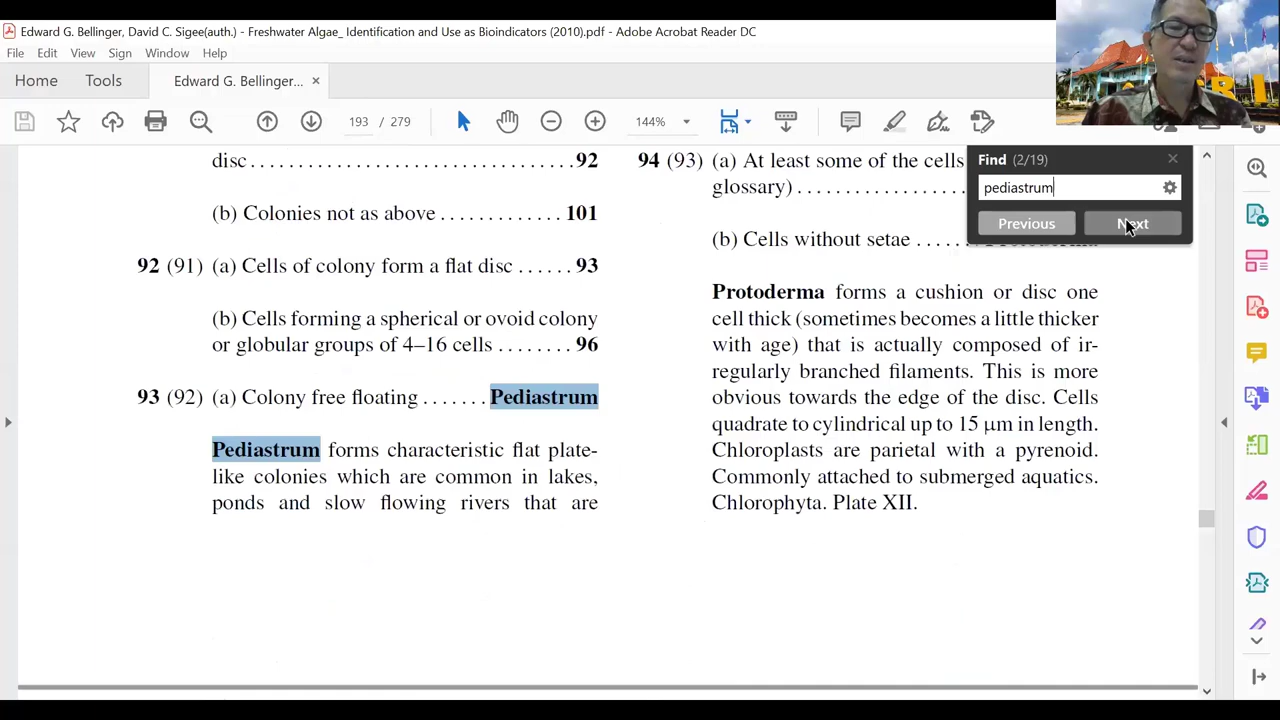 Edward G. Bellinger, David C. Sigee(auth.) - Freshwater Algae_ Identification and Use as Bioindicators (2010).pdf - Adobe Acrobat Reader DC
File Edit View Sign Window Help
Home Tools Edward G. Bellinger... ×
193 / 279 144%
Find (2/19)
pediastrum
Previous Next
disc.................................92
(b) Colonies not as above ............ 101
92 (91) (a) Cells of colony form a flat disc ...... 93
(b) Cells forming a spherical or ovoid colony
or globular groups of 4–16 cells ........ 96
93 (92) (a) Colony free floating ....... Pediastrum
Pediastrum forms characteristic flat plate-
like colonies which are common in lakes,
ponds and slow flowing rivers that are
94 (93) (a) At least some of the cells
glossary) ..................
(b) Cells without setae .....
Protoderma forms a cushion or disc one
cell thick (sometimes becomes a little thicker
with age) that is actually composed of ir-
regularly branched filaments. This is more
obvious towards the edge of the disc. Cells
quadrate to cylindrical up to 15 μm in length.
Chloroplasts are parietal with a pyrenoid.
Commonly attached to submerged aquatics.
Chlorophyta. Plate XII.